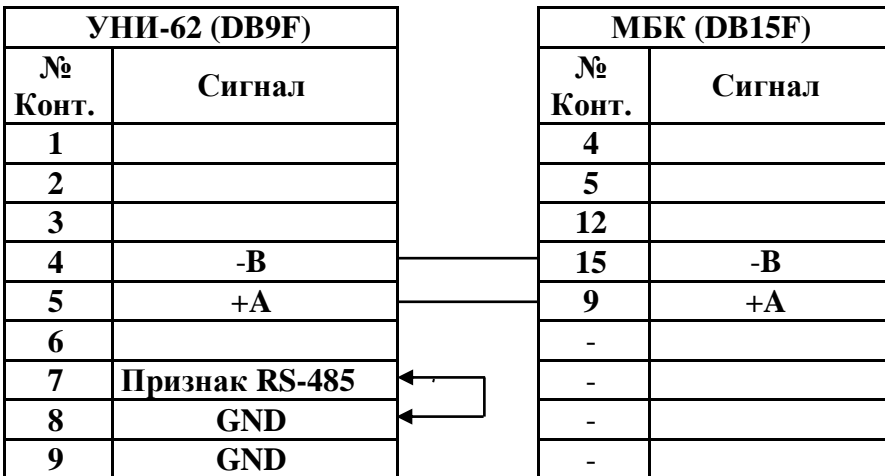 УНИ-62 (DB9F) МБК (DB15F)
№ Конт. Сигнал № Конт. Сигнал
1 4
2 5
3 12
4 -В 15 -В
5 +А 9 +А
6 -
7 Признак RS-485 -
8 GND -
9 GND -